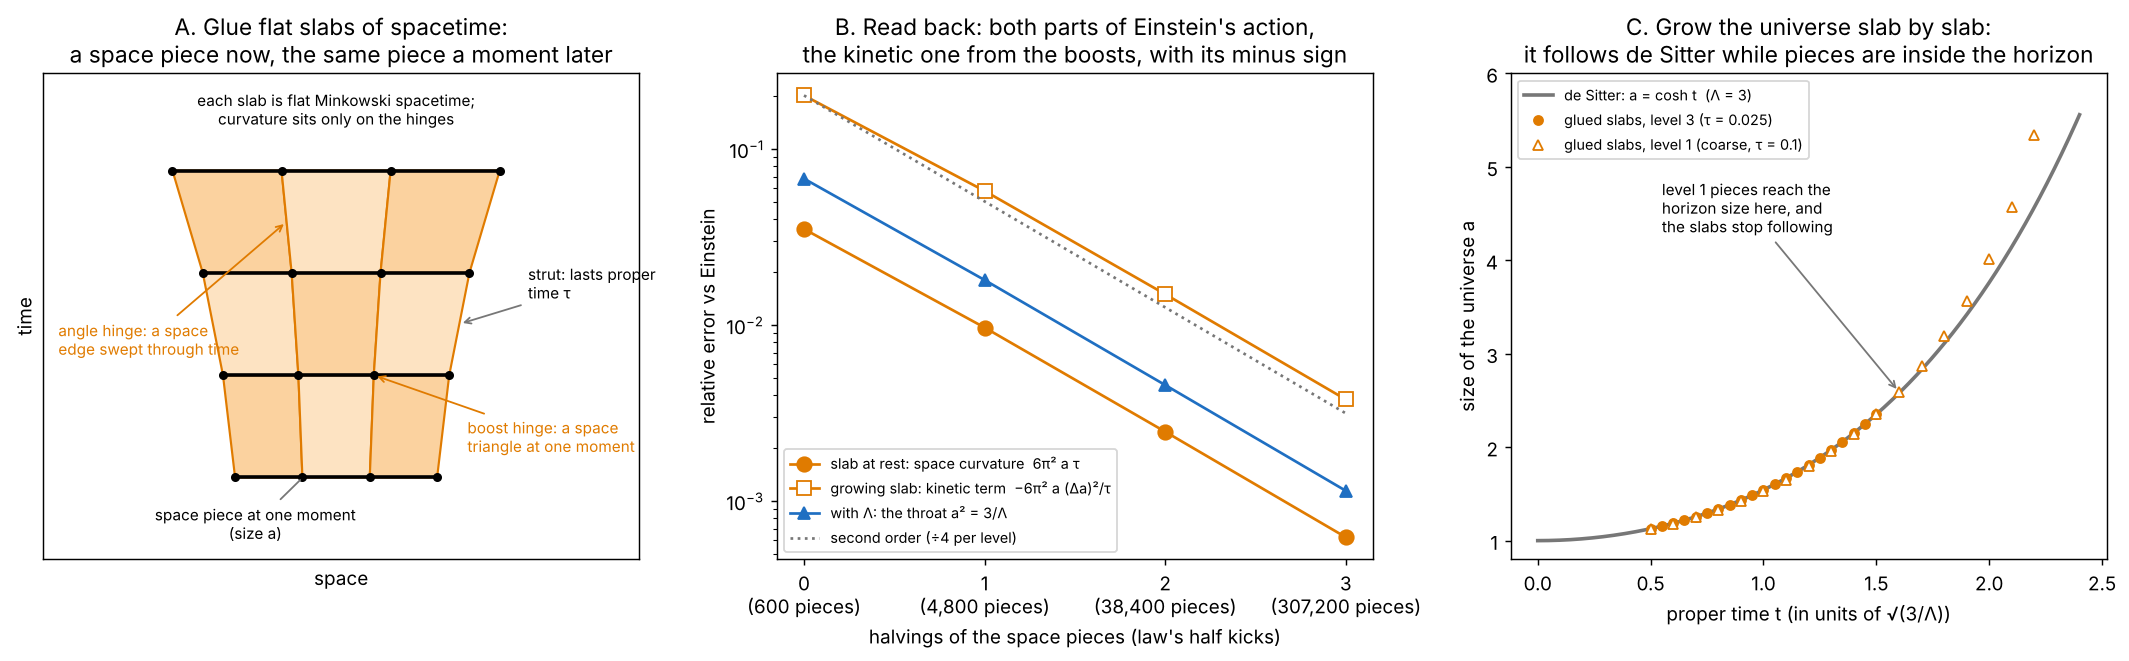 A. Glue flat slabs of spacetime:
a space piece now, the same piece a moment later
each slab is flat Minkowski spacetime;
curvature sits only on the hinges
strut: lasts proper
time τ
angle hinge: a space
edge swept through time
boost hinge: a space
triangle at one moment
space piece at one moment
(size a)
time
space
B. Read back: both parts of Einstein's action,
the kinetic one from the boosts, with its minus sign
relative error vs Einstein
10⁻¹
10⁻²
10⁻³
slab at rest: space curvature 6π² a τ
growing slab: kinetic term −6π² a (Δa)²/τ
with Λ: the throat a² = 3/Λ
second order (÷4 per level)
0
(600 pieces)
1
(4,800 pieces)
2
(38,400 pieces)
3
(307,200 pieces)
halvings of the space pieces (law's half kicks)
C. Grow the universe slab by slab:
it follows de Sitter while pieces are inside the horizon
de Sitter: a = cosh t (Λ = 3)
glued slabs, level 3 (τ = 0.025)
glued slabs, level 1 (coarse, τ = 0.1)
level 1 pieces reach the
horizon size here, and
the slabs stop following
size of the universe a
6
5
4
3
2
1
0.0 0.5 1.0 1.5 2.0 2.5
proper time t (in units of √(3/Λ))